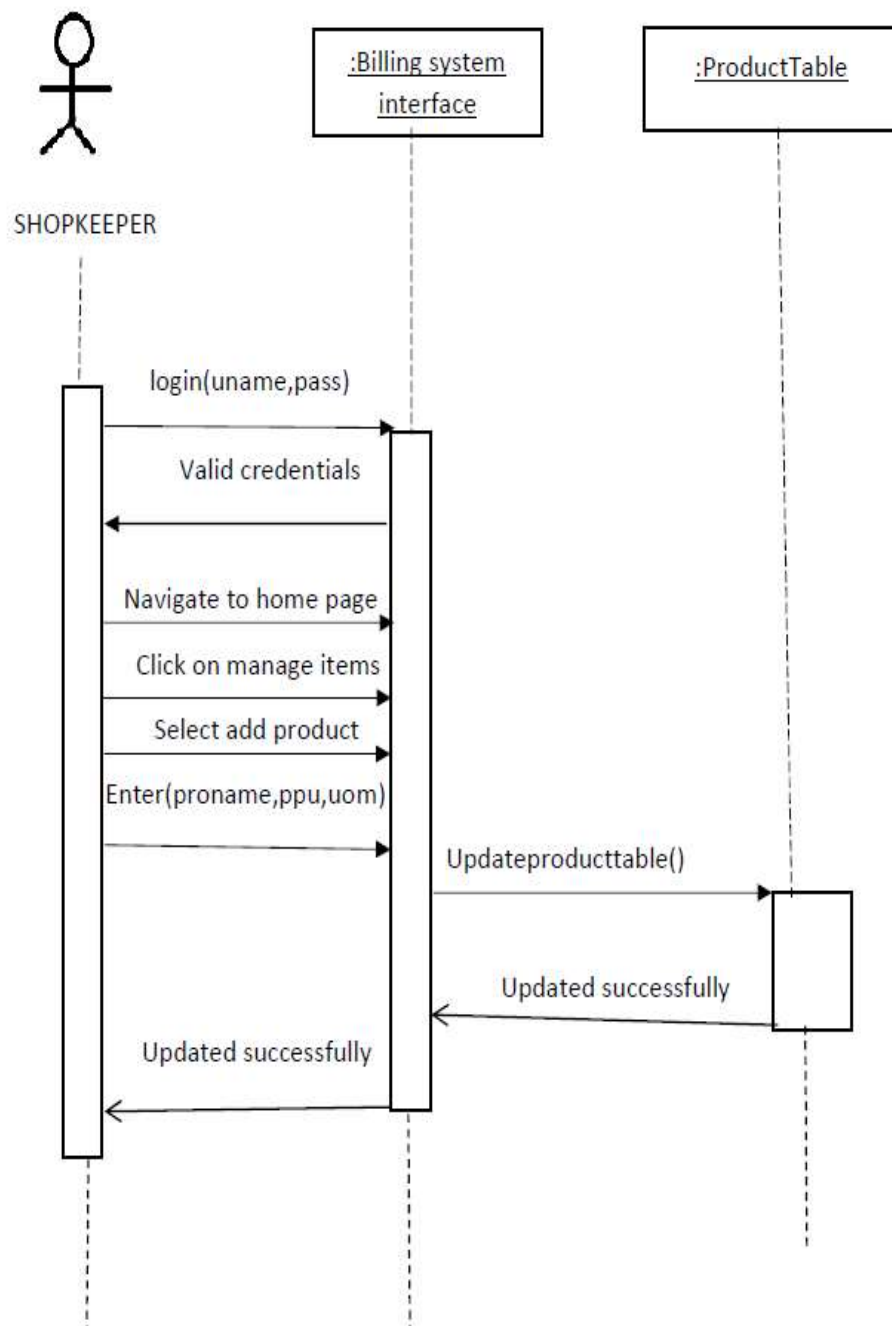 :Billing system
interface
:ProductTable
SHOPKEEPER
login(uname,pass)
Valid credentials
Navigate to home page
Click on manage items
Select add product
Enter(proname,ppu,uom)
Updateproducttable()
Updated successfully
Updated successfully